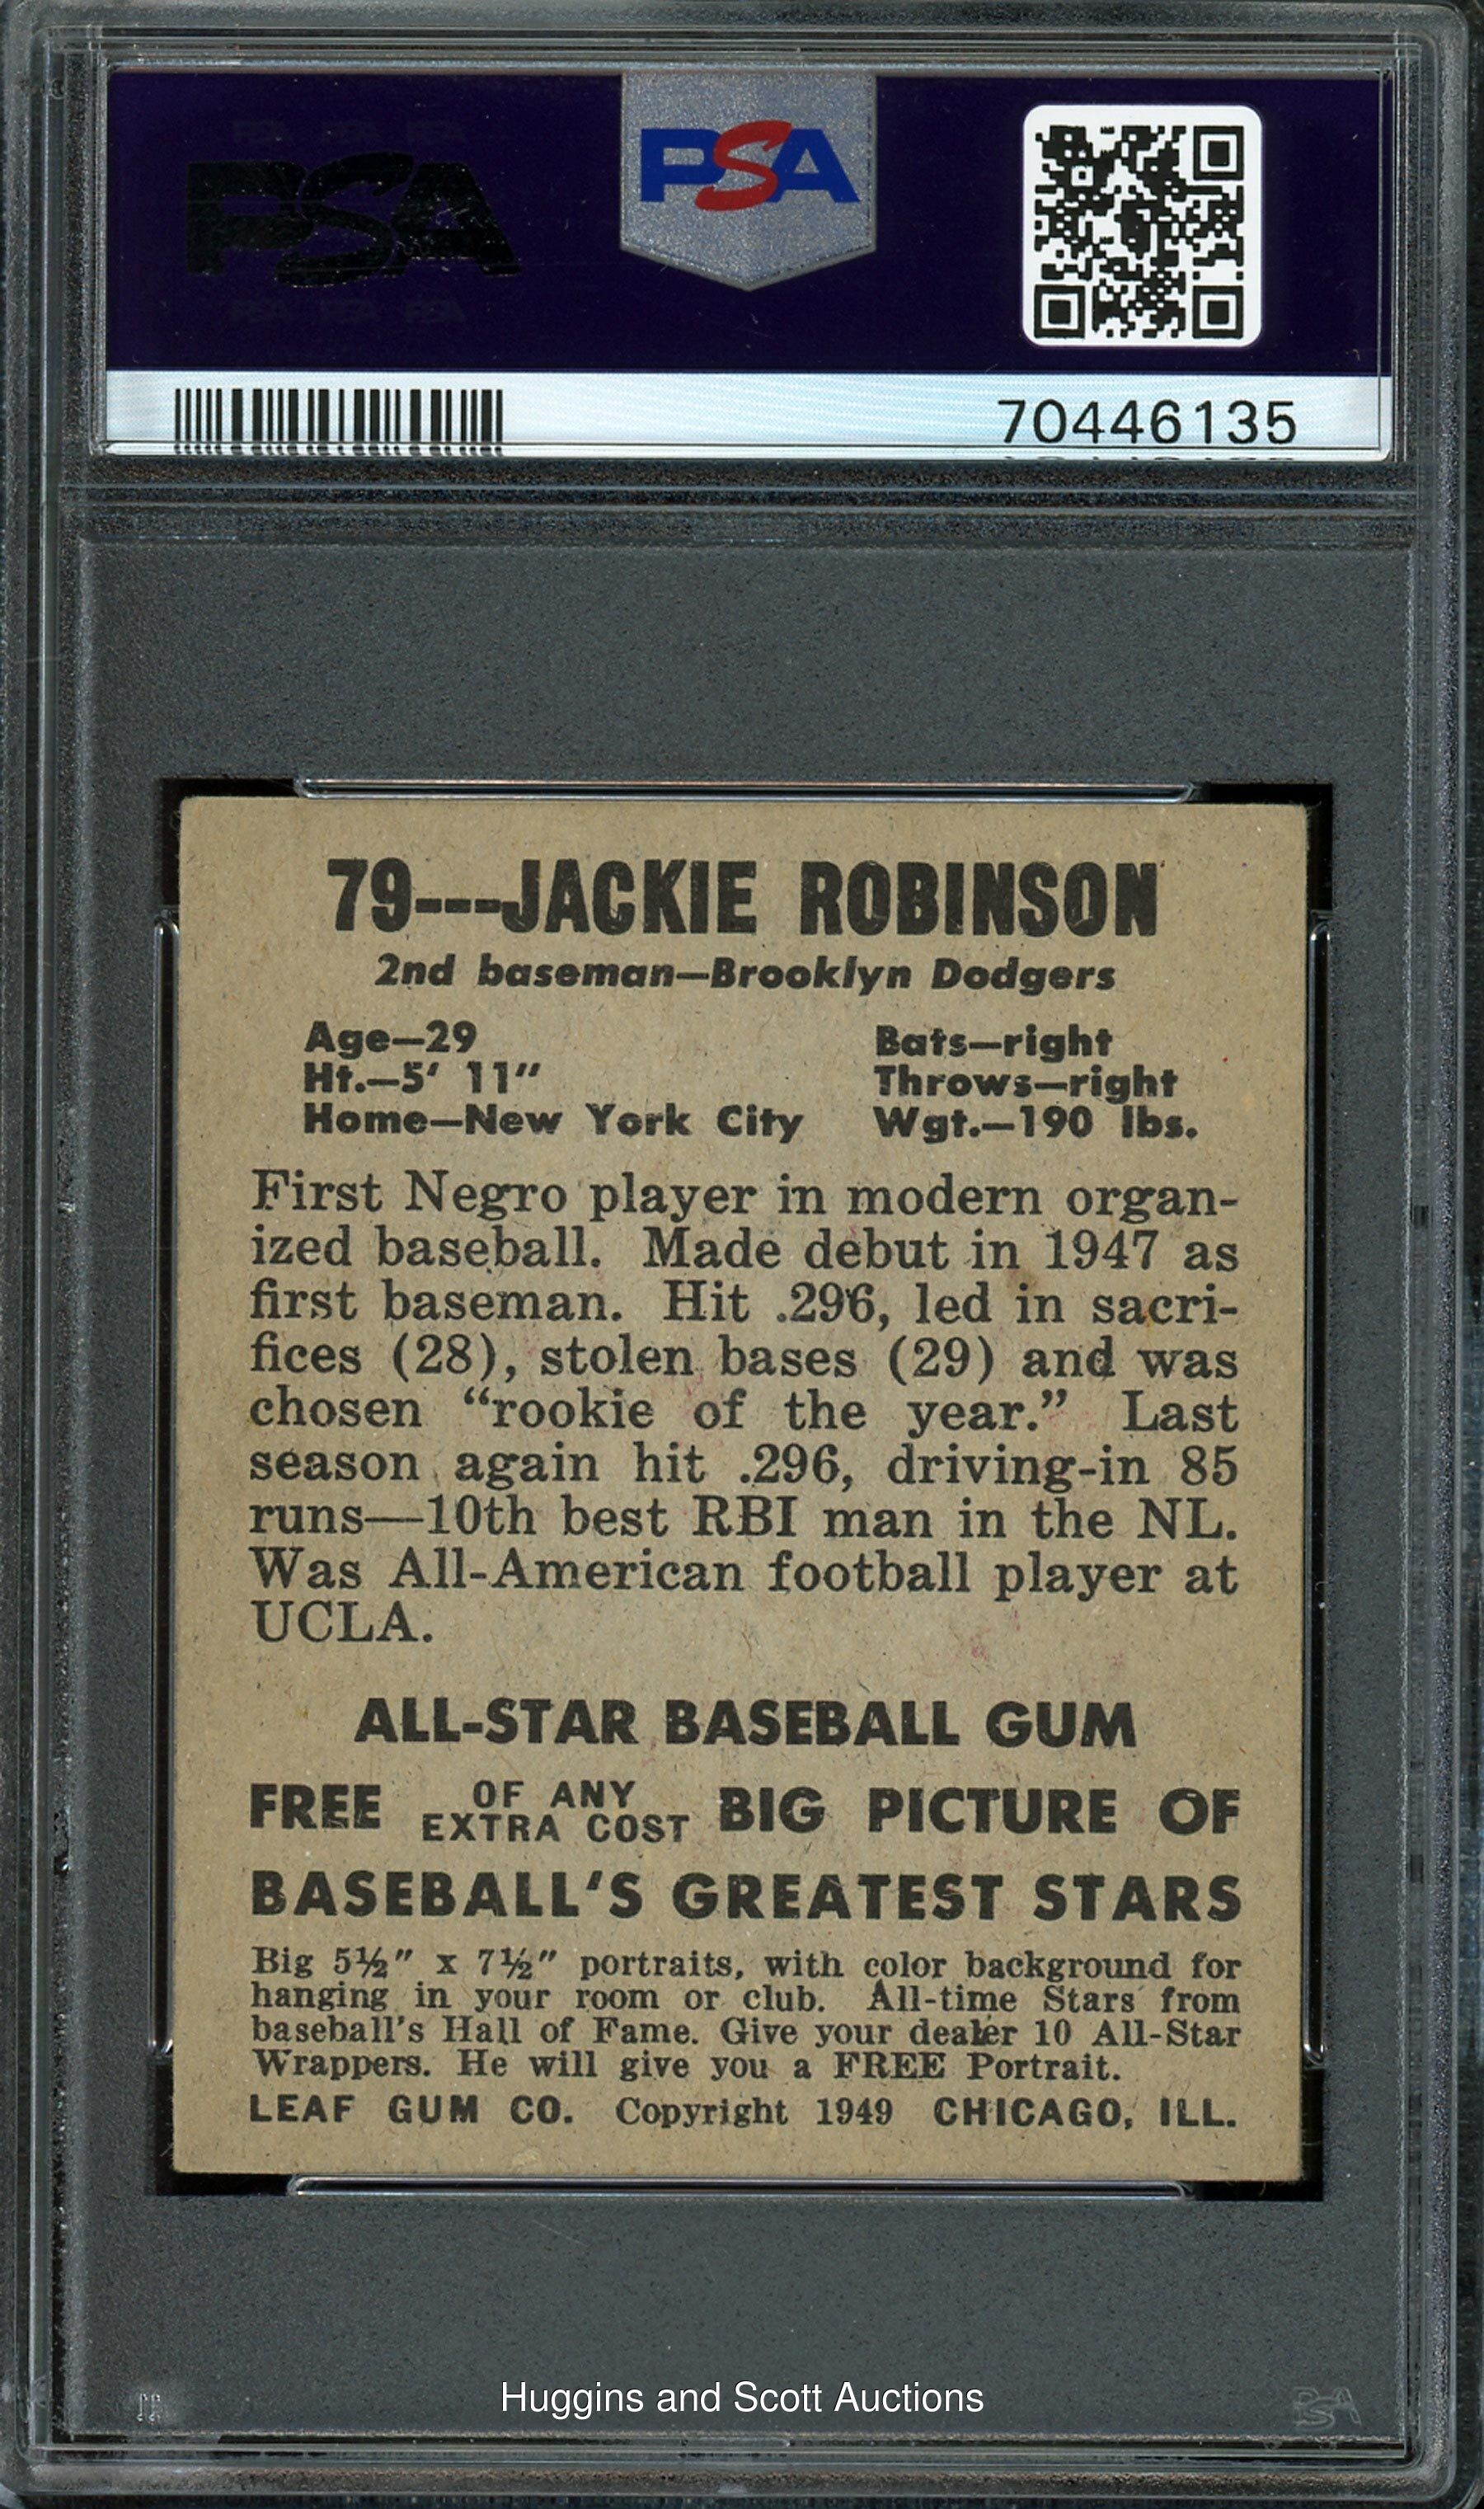 PSA
PSA
70446135
79---JACKIE ROBINSON
2nd baseman—Brooklyn Dodgers
Age—29 Bats—right
Ht.—5' 11" Throws—right
Home—New York City Wgt.—190 lbs.
First Negro player in modern organ-
ized baseball. Made debut in 1947 as
first baseman. Hit .296, led in sacri-
fices (28), stolen bases (29) and was
chosen “rookie of the year.” Last
season again hit .296, driving-in 85
runs—10th best RBI man in the NL.
Was All-American football player at
UCLA.
ALL-STAR BASEBALL GUM
FREE OF ANY EXTRA COST BIG PICTURE OF
BASEBALL'S GREATEST STARS
Big 5½" x 7½" portraits, with color background for
hanging in your room or club. All-time Stars from
baseball's Hall of Fame. Give your dealer 10 All-Star
Wrappers. He will give you a FREE Portrait.
LEAF GUM CO. Copyright 1949 CHICAGO, ILL.
Huggins and Scott Auctions
PSA